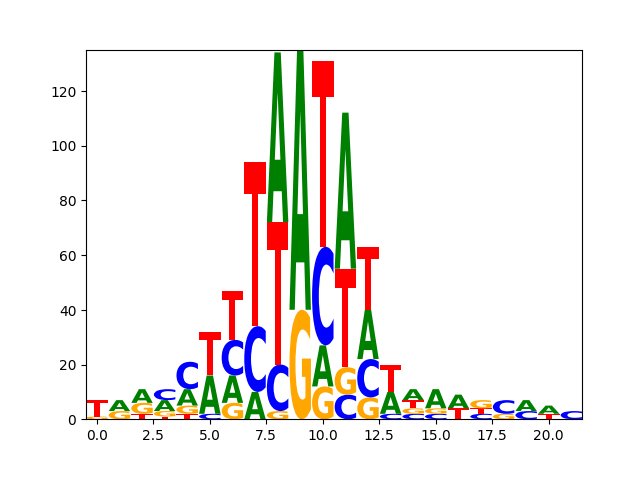 120
100
80
60
40
20
0
T
A G
A G T
C A G
C A G T
T A C
T C A G
T C A
A T C G
A G
T C A G
A T G C
T A C G
T A C
A T G C
A G C
A T
G T C
C G
A C
A T
C
0.0 2.5 5.0 7.5 10.0 12.5 15.0 17.5 20.0